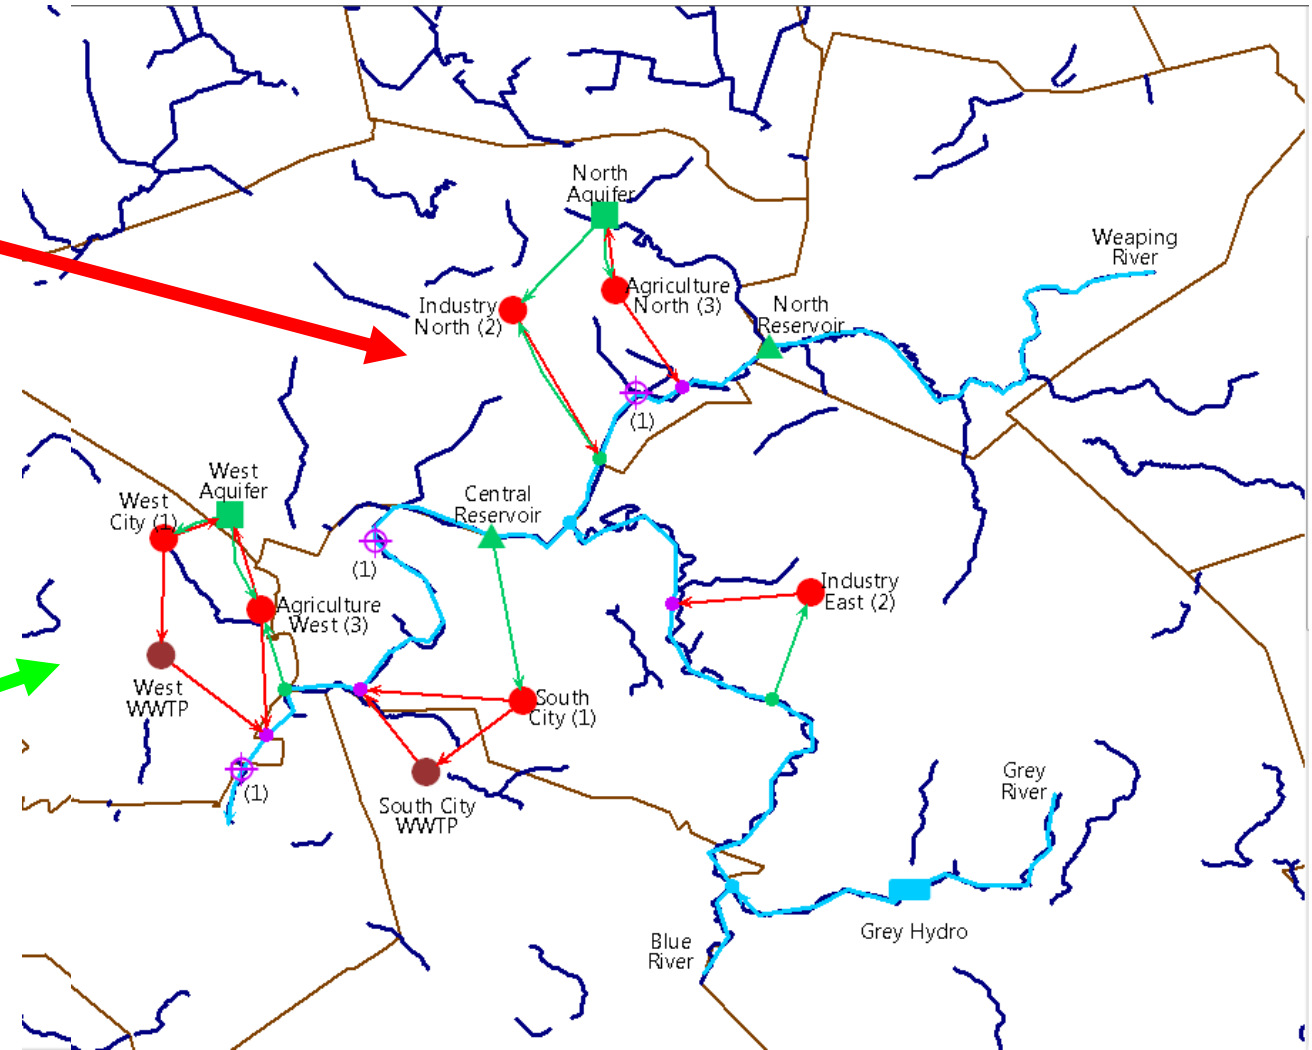 North
Aquifer
Weaping
River
Agriculture
North (3)
Industry
North (2)
North
Reservoir
(1)
West
Aquifer
West
City (1)
Central
Reservoir
(1)
Industry
East (2)
Agriculture
West (3)
West
WWTP
South
City (1)
(1)
South City
WWTP
Grey
River
Blue
River
Grey Hydro